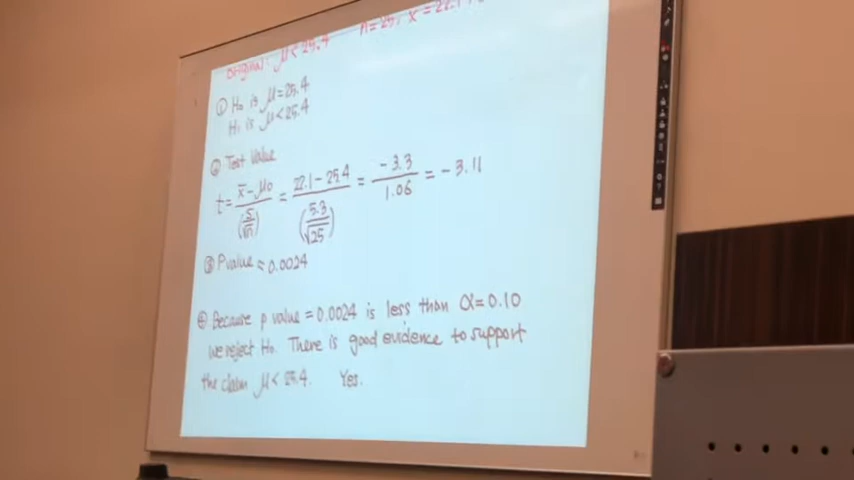 Original: μ < 25.4 n=25, x̄ = 22.1
① H₀ is μ=25.4
H₁ is μ<25.4
② Test Value
t = x̄ - μ₀ / (s/√n) = 22.1 - 25.4 / (5.3/√25) = -3.3 / 1.06 = -3.11
③ Pvalue ≈ 0.0024
④ Because p value = 0.0024 is less than α=0.10
we reject H₀. There is good evidence to support
the claim μ < 25.4. Yes.